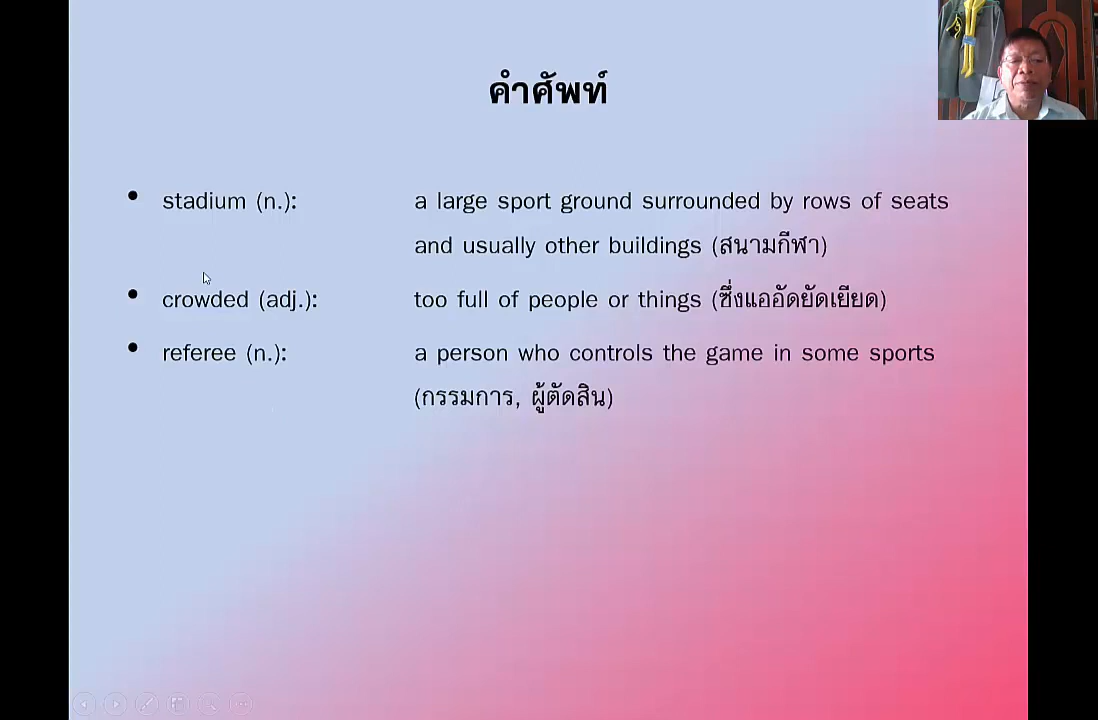 คำศัพท์
• stadium (n.): a large sport ground surrounded by rows of seats
and usually other buildings (สนามกีฬา)
• crowded (adj.): too full of people or things (ซึ่งแออัดยัดเยียด)
• referee (n.): a person who controls the game in some sports
(กรรมการ, ผู้ตัดสิน)